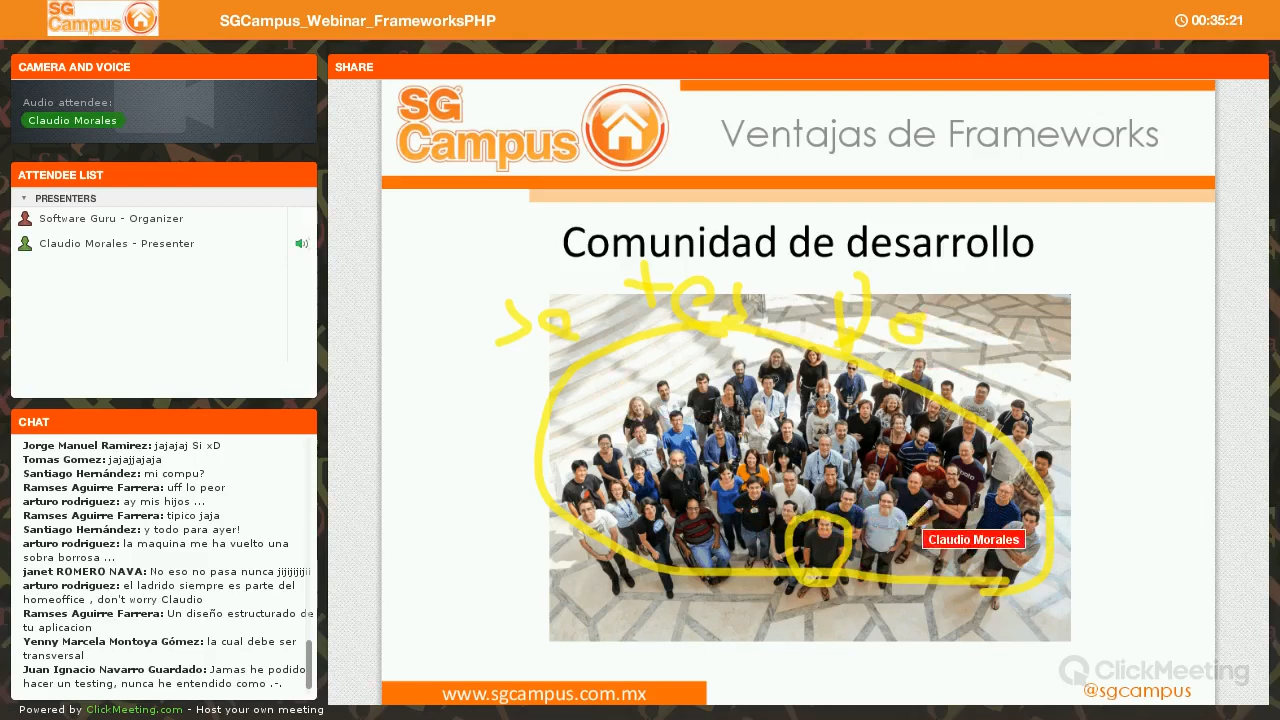 SG Campus
SGCampus_Webinar_FrameworksPHP
00:35:21
CAMERA AND VOICE
Audio attendee:
Claudio Morales
ATTENDEE LIST
PRESENTERS
Software Guru - Organizer
Claudio Morales - Presenter
CHAT
Jorge Manuel Ramirez: jajajaj Si xD
Tomas Gomez: jajajjajaja
Santiago Hernández: mi compu?
Ramses Aguirre Farrera: uff lo peor
arturo rodriguez: ay mis hijos ...
Ramses Aguirre Farrera: tipico jaja
Santiago Hernández: y todo para ayer!
arturo rodriguez: la maquina me ha vuelto una
sobra borrosa ...
janet ROMERO NAVA: No eso no pasa nunca jijijijijii
arturo rodriguez: el ladrido siempre es parte del
homeoffice , don't worry Claudio
Ramses Aguirre Farrera: Un diseño estructurado de
tu aplicacion
Yenny Marcela Montoya Gómez: la cual debe ser
transversal
Juan Ignacio Navarro Guardado: Jamas he podido
hacer un testing, nunca he entendido como .-.
Powered by ClickMeeting.com - Host your own meeting
SHARE
SG
Campus
Ventajas de Frameworks
Comunidad de desarrollo
Claudio Morales
ClickMeeting
www.sgcampus.com.mx
@sgcampus